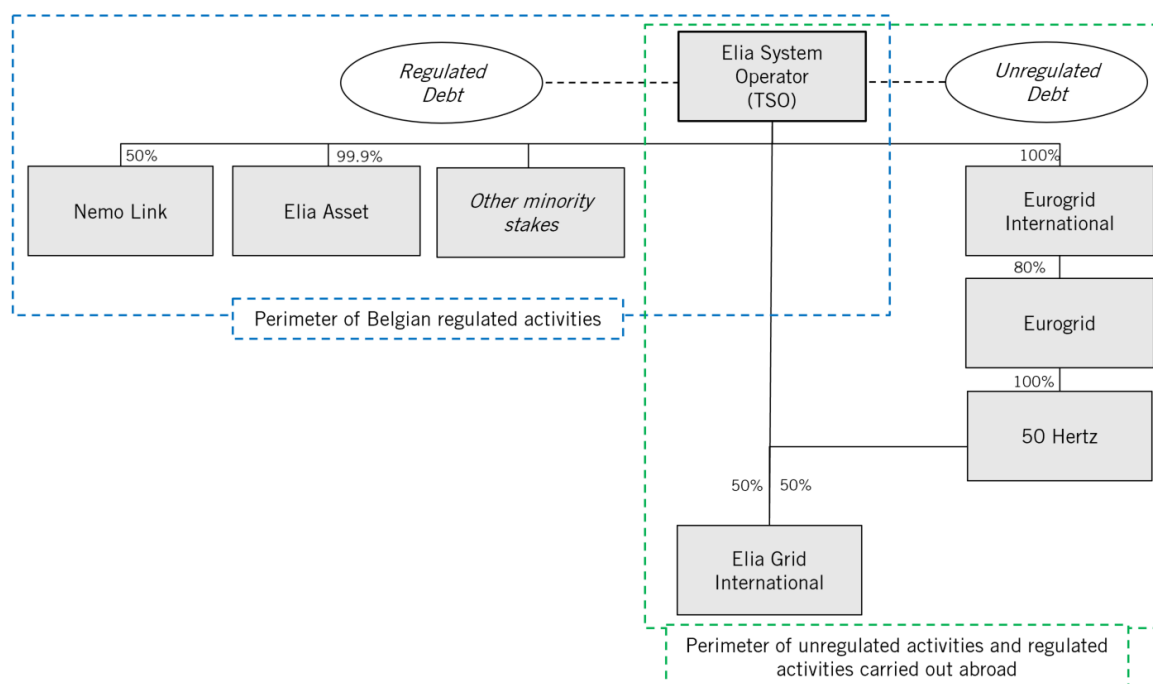 Elia System
Operator
(TSO)
Regulated
Debt
Unregulated
Debt
50%
99.9%
100%
Nemo Link
Elia Asset
Other minority
stakes
Eurogrid
International
80%
Perimeter of Belgian regulated activities
Eurogrid
100%
50 Hertz
50%
50%
Elia Grid
International
Perimeter of unregulated activities and regulated
activities carried out abroad